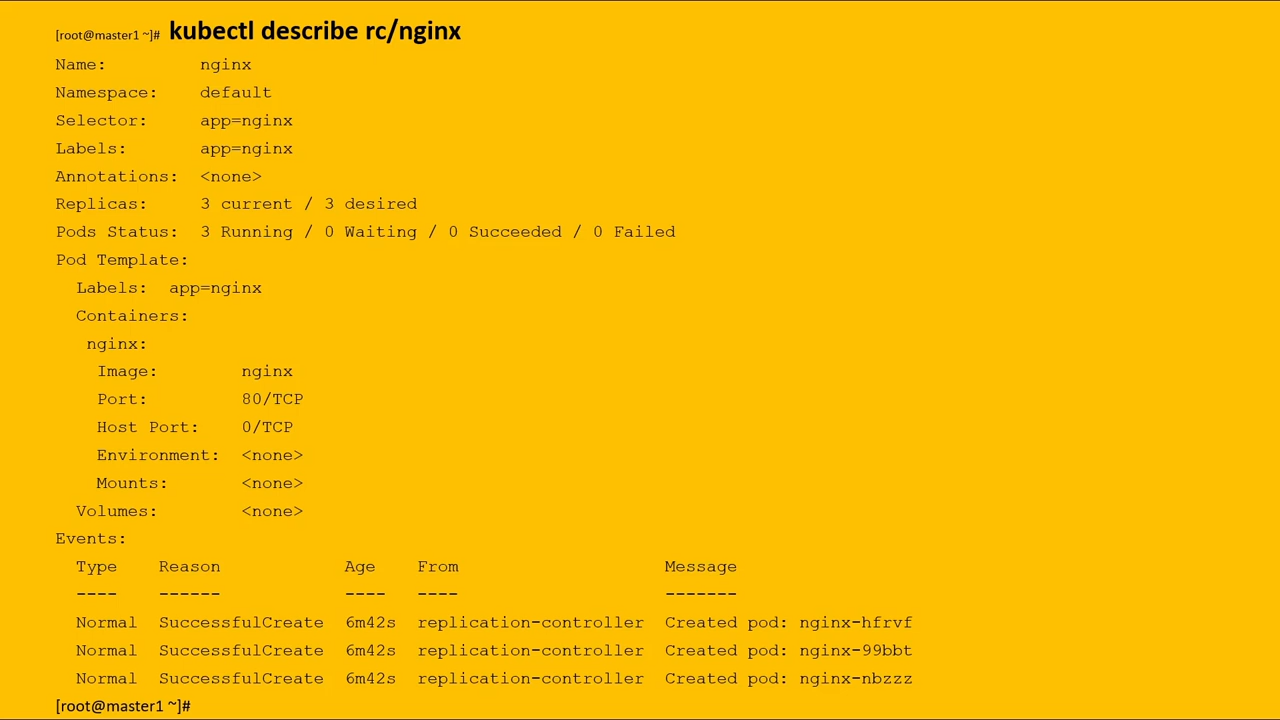 [root@master1 ~]# kubectl describe rc/nginx
Name: nginx
Namespace: default
Selector: app=nginx
Labels: app=nginx
Annotations: <none>
Replicas: 3 current / 3 desired
Pods Status: 3 Running / 0 Waiting / 0 Succeeded / 0 Failed
Pod Template:
Labels: app=nginx
Containers:
nginx:
Image: nginx
Port: 80/TCP
Host Port: 0/TCP
Environment: <none>
Mounts: <none>
Volumes: <none>
Events:
Type Reason Age From Message
---- ------ ---- ---- -------
Normal SuccessfulCreate 6m42s replication-controller Created pod: nginx-hfrvf
Normal SuccessfulCreate 6m42s replication-controller Created pod: nginx-99bbt
Normal SuccessfulCreate 6m42s replication-controller Created pod: nginx-nbzzz
[root@master1 ~]#